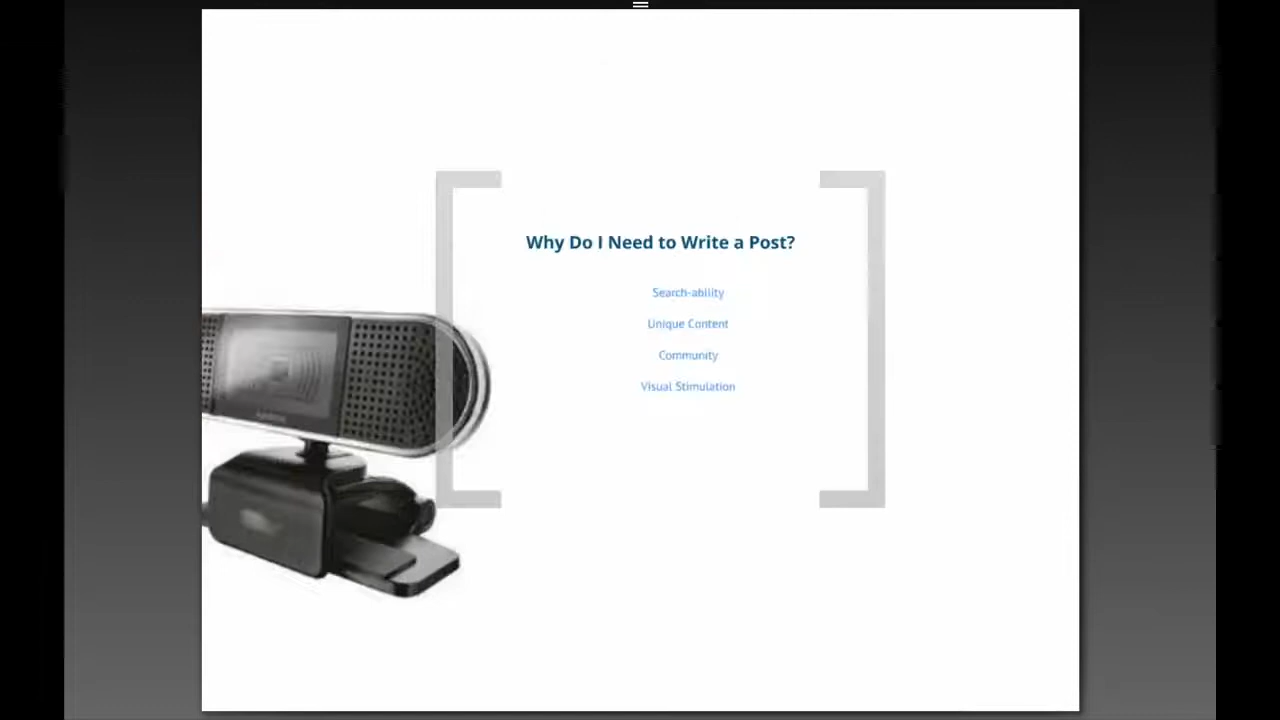 Why Do I Need to Write a Post?
Search-ability
Unique Content
Community
Visual Stimulation